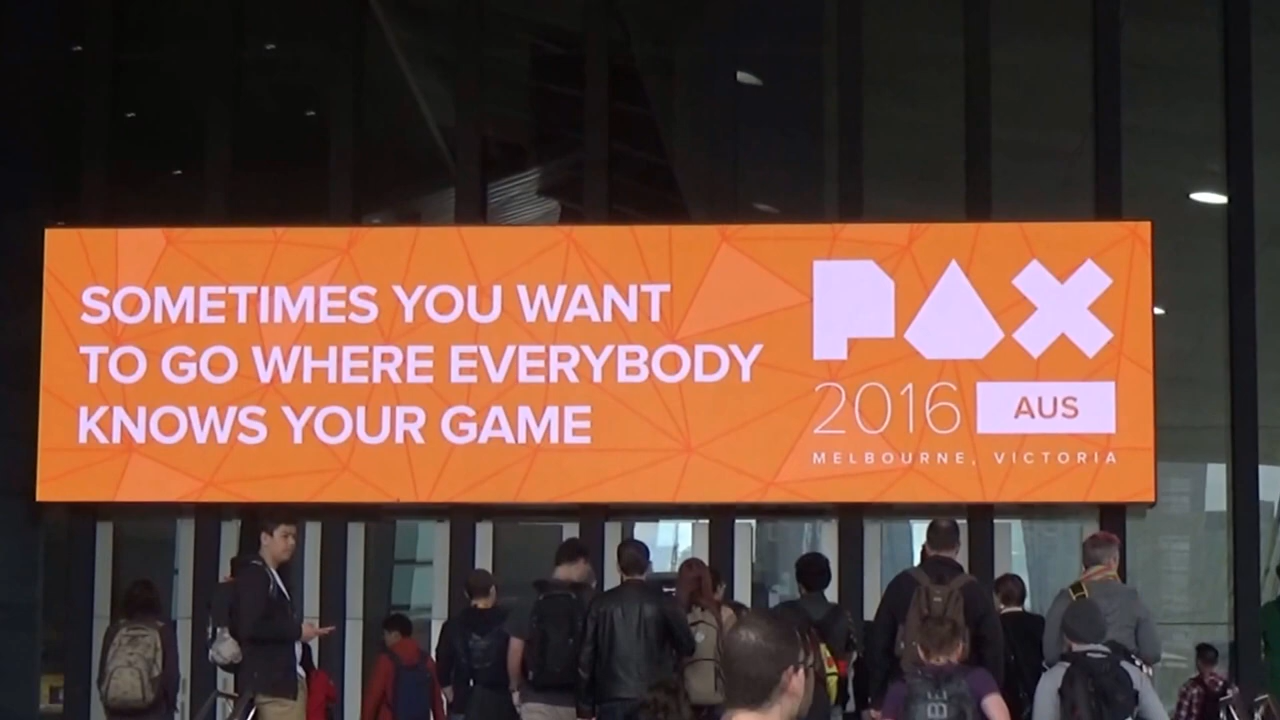 SOMETIMES YOU WANT
TO GO WHERE EVERYBODY
KNOWS YOUR GAME
PAX
2016 AUS
MELBOURNE, VICTORIA